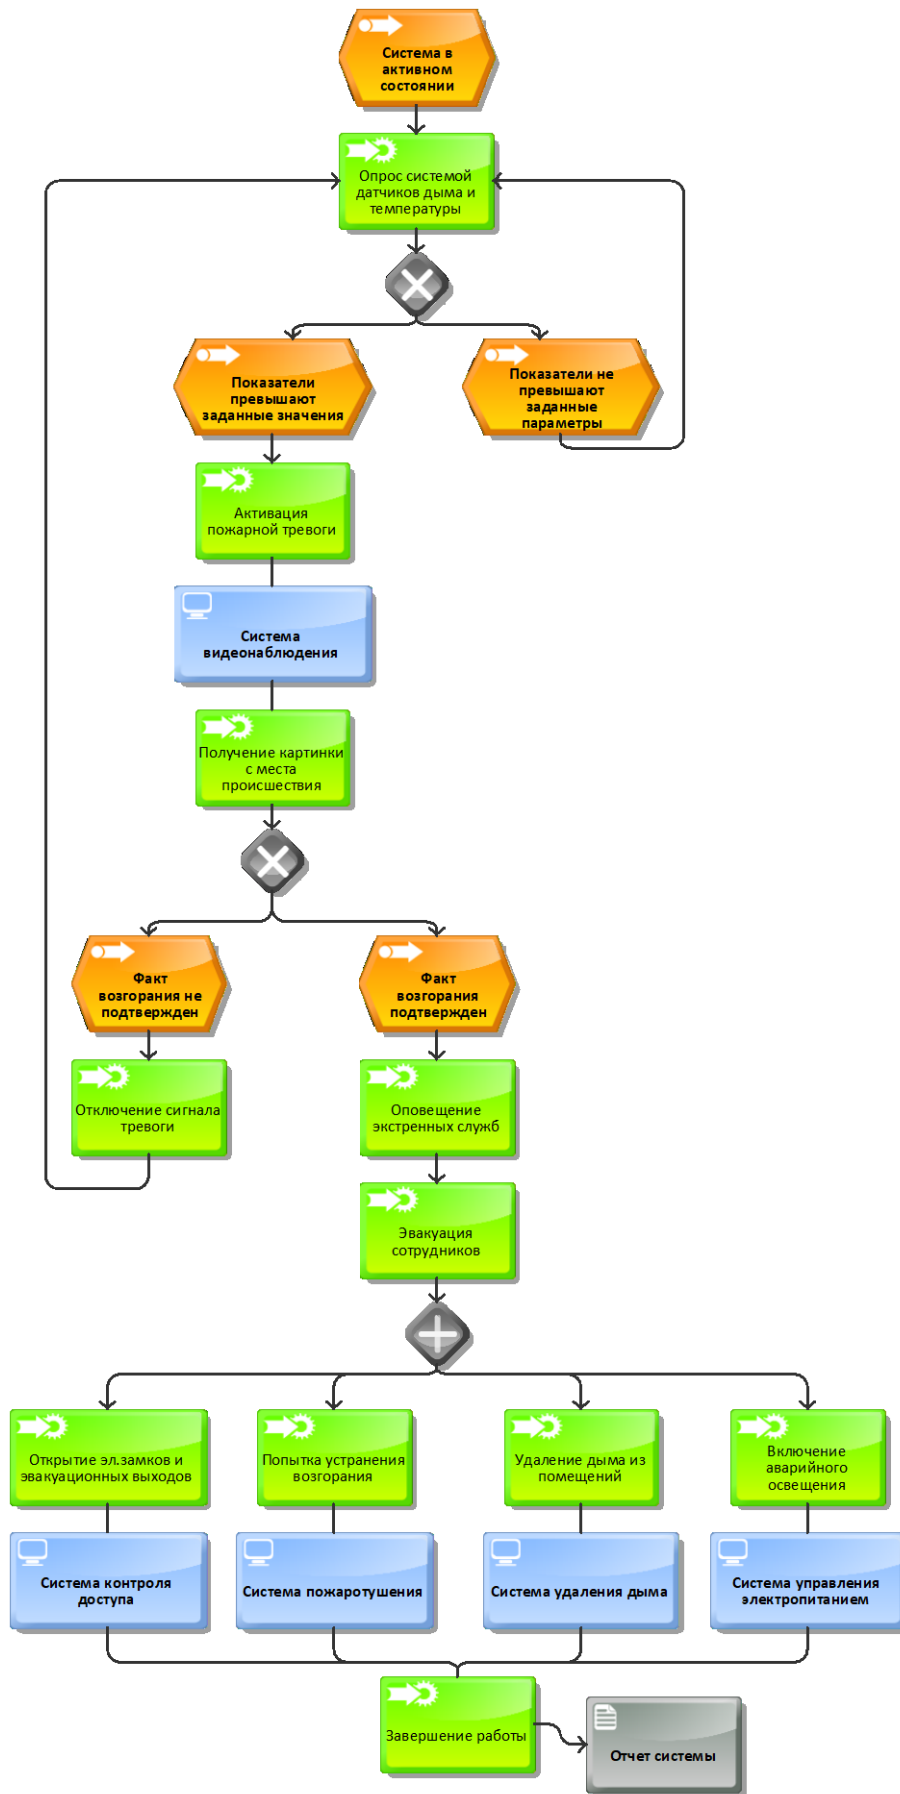 Система в
активном
состоянии
Опрос системой
датчиков дыма и
температуры
Показатели
превышают
заданные значения
Показатели не
превышают
заданные
параметры
Активация
пожарной тревоги
Система
видеонаблюдения
Получение картинки
с места
происшествия
Факт
возгорания не
подтвержден
Факт
возгорания
подтвержден
Отключение сигнала
тревоги
Оповещение
экстренных служб
Эвакуация
сотрудников
Открытие эл.замков и
эвакуационных выходов
Попытка устранения
возгорания
Удаление дыма из
помещений
Включение
аварийного
освещения
Система контроля
доступа
Система пожаротушения
Система удаления дыма
Система управления
электропитанием
Завершение работы
Отчет системы